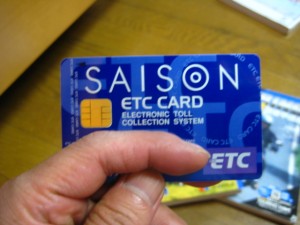 SAISON
ETC CARD
ELECTRONIC TOLL
COLLECTION SYSTEM
ETC